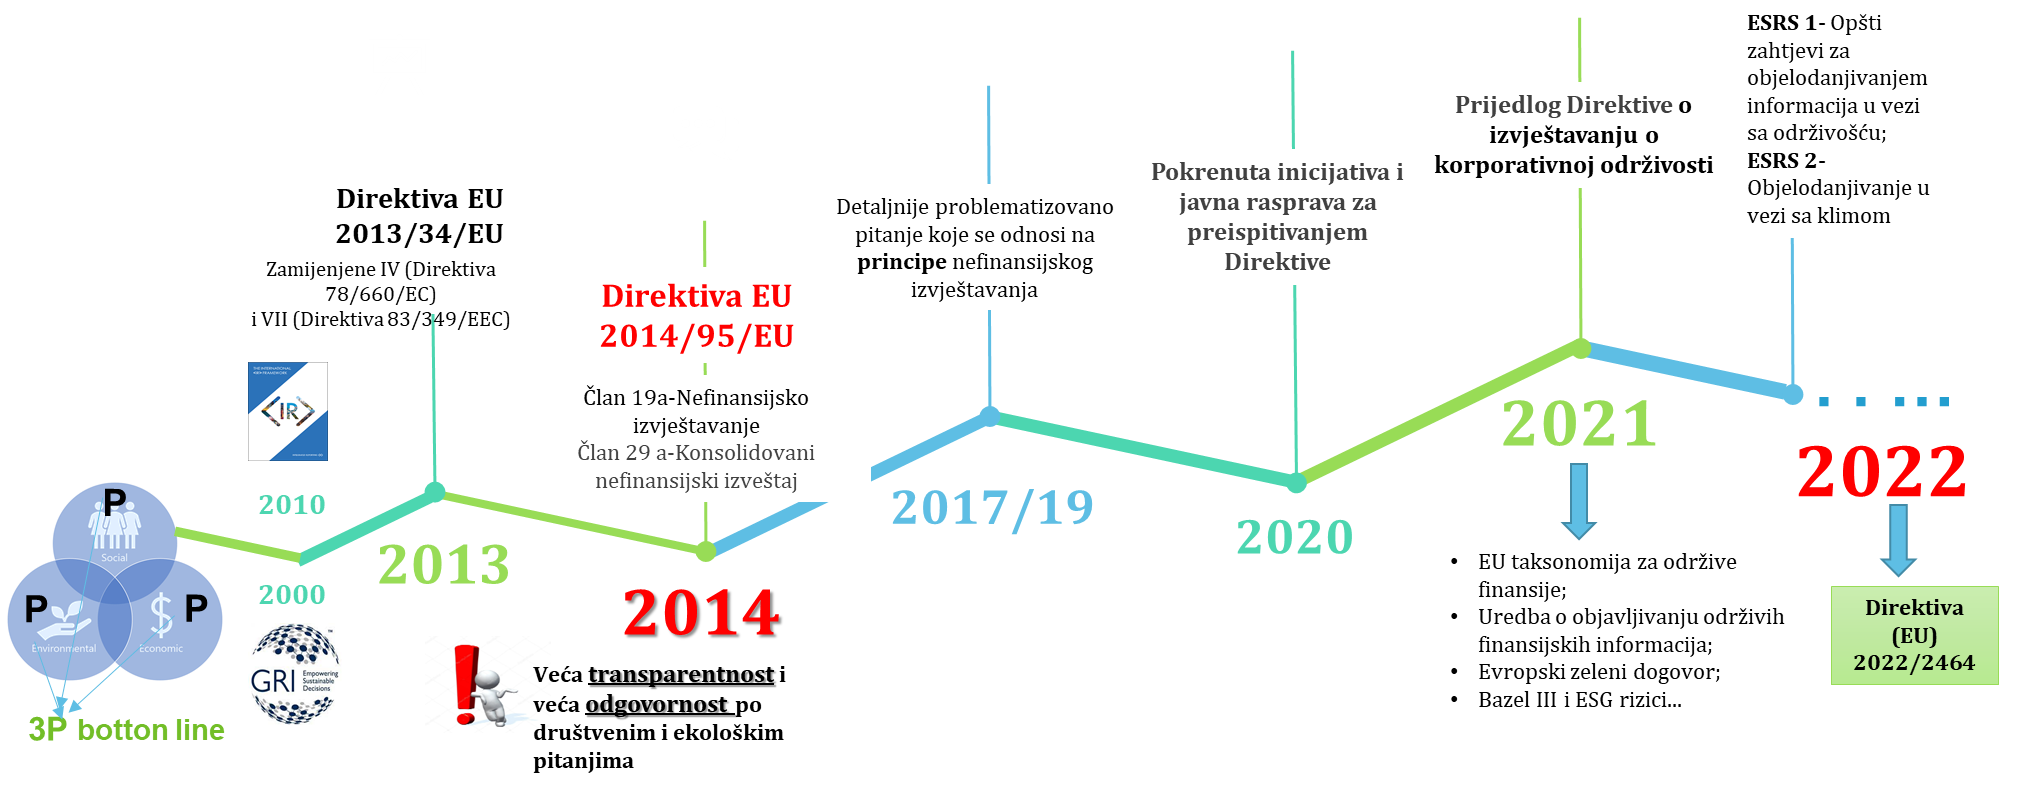 P
Social
P
Environmental
P
Economic
3P botton line
2010
2000
GRI
Empowering
Sustainable
Decisions
<IR>
Direktiva EU
2013/34/EU
Zamijenjene IV (Direktiva
78/660/EC)
i VII (Direktiva 83/349/EEC)
2013
Direktiva EU
2014/95/EU
Član 19a-Nefinansijsko
izvještavanje
Član 29 a-Konsolidovani
nefinansijski izveštaj
2014
Veća transparentnost i
veća odgovornost po
društvenim i ekološkim
pitanjima
Detaljnije problematizovano
pitanje koje se odnosi na
principe nefinansijskog
izvještavanja
2017/19
Pokrenuta inicijativa i
javna rasprava za
preispitivanjem
Direktive
2020
Prijedlog Direktive o
izvještavanju o
korporativnoj održivosti
2021
• EU taksonomija za održive
finansije;
• Uredba o objavljivanju održivih
finansijskih informacija;
• Evropski zeleni dogovor;
• Bazel III i ESG rizici...
ESRS 1- Opšti
zahtjevi za
objelodanjivanjem
informacija u vezi
sa održivošću;
ESRS 2-
Objelodanjivanje u
vezi sa klimom
2022
Direktiva
(EU)
2022/2464